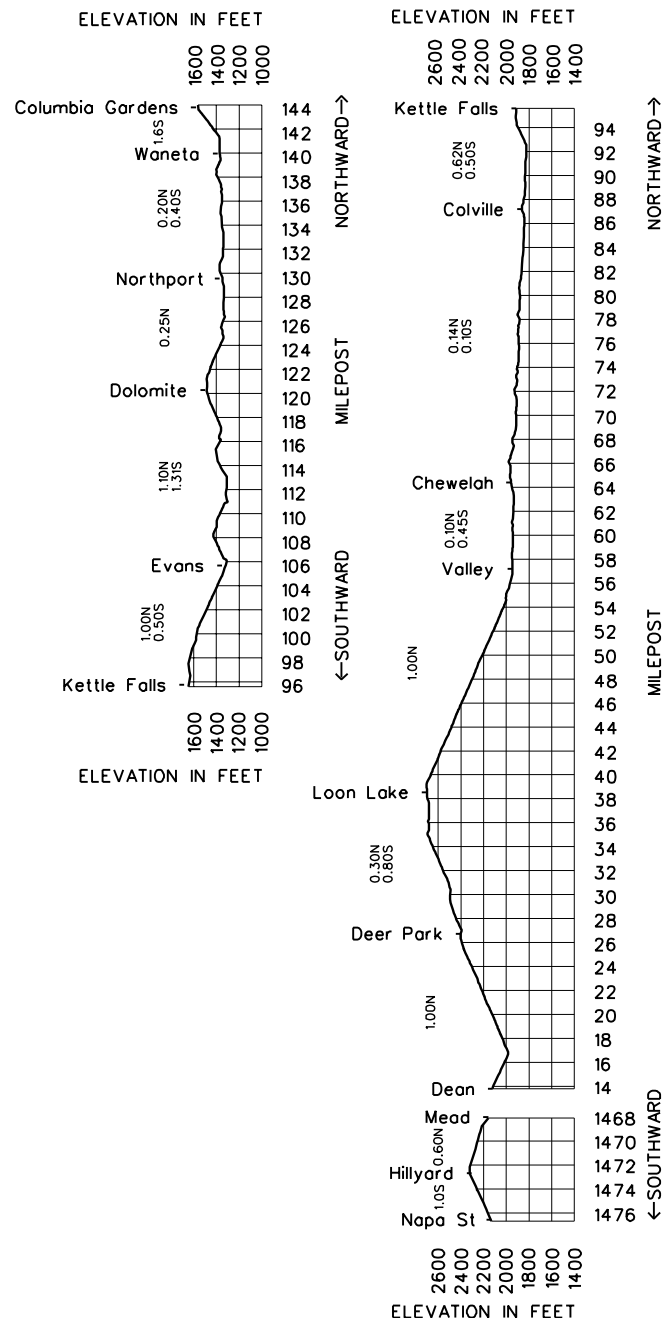 ELEVATION IN FEET
1600 1400 1200 1000
Columbia Gardens
144
142
1.6S
Waneta
140
138
0.20N
0.40S
136
134
132
Northport
130
128
0.25N
126
124
122
Dolomite
120
118
116
1.10N
1.31S
114
112
110
108
Evans
106
104
1.00N
0.50S
102
100
98
Kettle Falls
96
NORTHWARD→
MILEPOST
←SOUTHWARD
1600 1400 1200 1000
ELEVATION IN FEET
ELEVATION IN FEET
2600 2400 2200 2000 1800 1600 1400
Kettle Falls
94
0.62N
0.50S
92
90
88
Colville
86
84
82
80
78
0.14N
0.10S
76
74
72
70
68
66
Chewelah
64
62
0.10N
0.45S
60
58
Valley
56
54
52
1.00N
50
48
46
44
42
40
Loon Lake
38
36
34
0.30N
0.80S
32
30
28
Deer Park
26
24
22
1.00N
20
18
16
Dean
14
Mead
1468
0.60N
1470
1472
Hillyard
1.0S
1474
Napa St
1476
NORTHWARD→
MILEPOST
←SOUTHWARD
2600 2400 2200 2000 1800 1600 1400
ELEVATION IN FEET